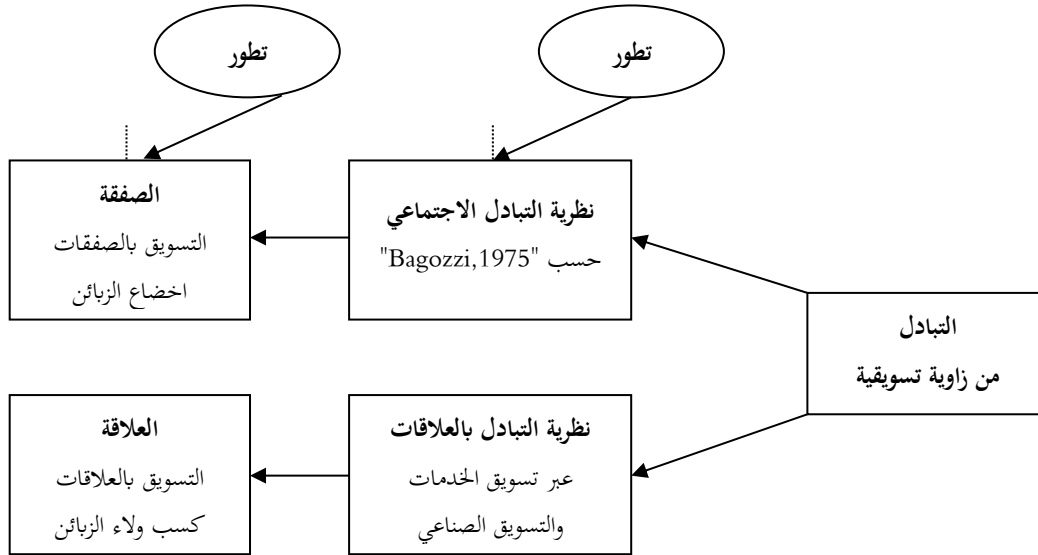 تطور
تطور
التبادل
من زاوية تسويقية
نظرية التبادل الاجتماعي
حسب "Bagozzi,1975"
الصفقة
التسويق بالصفقات
اخضاع الزبائن
نظرية التبادل بالعلاقات
عبر تسويق الخدمات
والتسويق الصناعي
العلاقة
التسويق بالعلاقات
كسب ولاء الزبائن